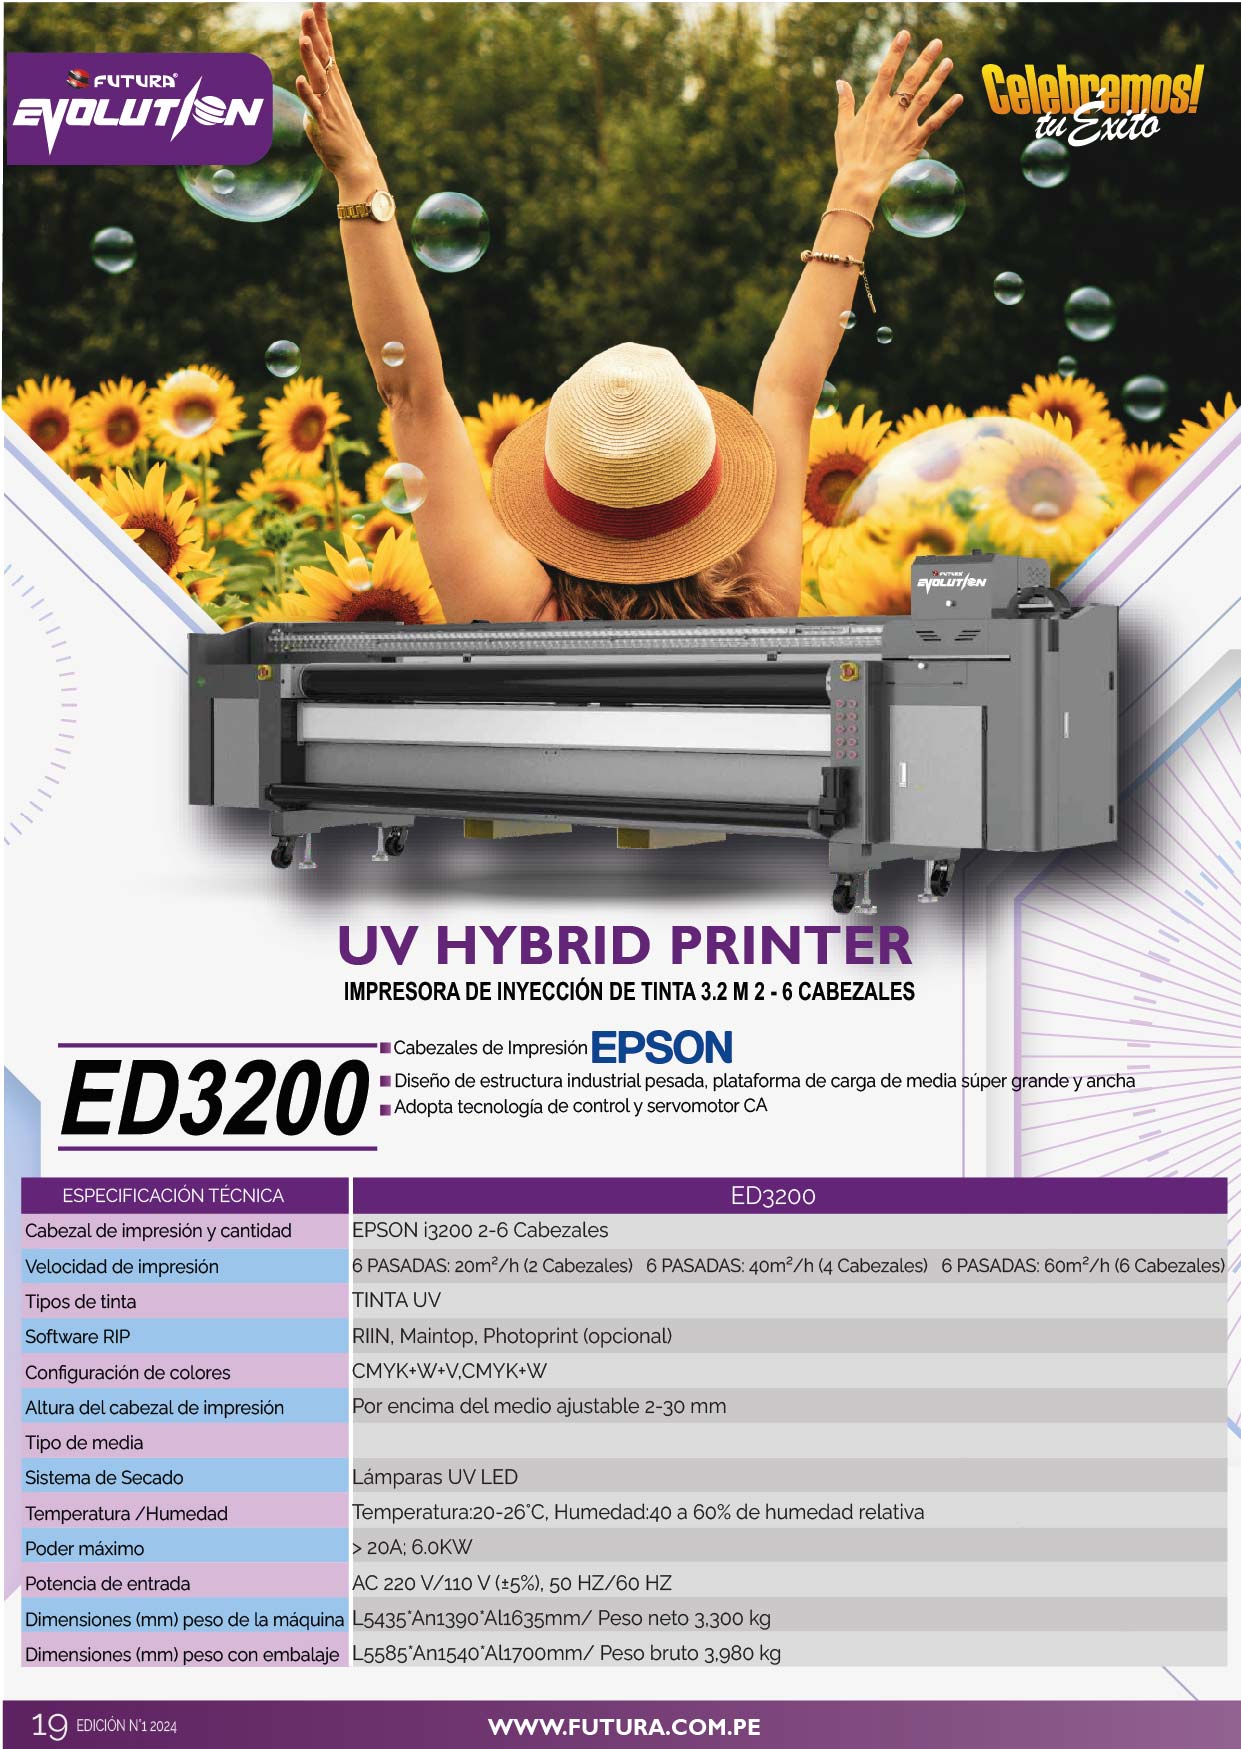 FUTURA®
EVOLUTION
Celebremos!
tu Éxito
FUTURA
EVOLUTION
UV HYBRID PRINTER
IMPRESORA DE INYECCIÓN DE TINTA 3.2 M 2 - 6 CABEZALES
ED3200
Cabezales de Impresión EPSON
Diseño de estructura industrial pesada, plataforma de carga de media súper grande y ancha
Adopta tecnología de control y servomotor CA
ESPECIFICACIÓN TÉCNICA ED3200
Cabezal de impresión y cantidad EPSON i3200 2-6 Cabezales
Velocidad de impresión 6 PASADAS: 20m²/h (2 Cabezales) 6 PASADAS: 40m²/h (4 Cabezales) 6 PASADAS: 60m²/h (6 Cabezales)
Tipos de tinta TINTA UV
Software RIP RIIN, Maintop, Photoprint (opcional)
Configuración de colores CMYK+W+V,CMYK+W
Altura del cabezal de impresión Por encima del medio ajustable 2-30 mm
Tipo de media
Sistema de Secado Lámparas UV LED
Temperatura /Humedad Temperatura:20-26°C, Humedad:40 a 60% de humedad relativa
Poder máximo > 20A; 6.0KW
Potencia de entrada AC 220 V/110 V (±5%), 50 HZ/60 HZ
Dimensiones (mm) peso de la máquina L5435*An1390*Al1635mm/ Peso neto 3,300 kg
Dimensiones (mm) peso con embalaje L5585*An1540*Al1700mm/ Peso bruto 3,980 kg
19 EDICIÓN N°1 2024
WWW.FUTURA.COM.PE